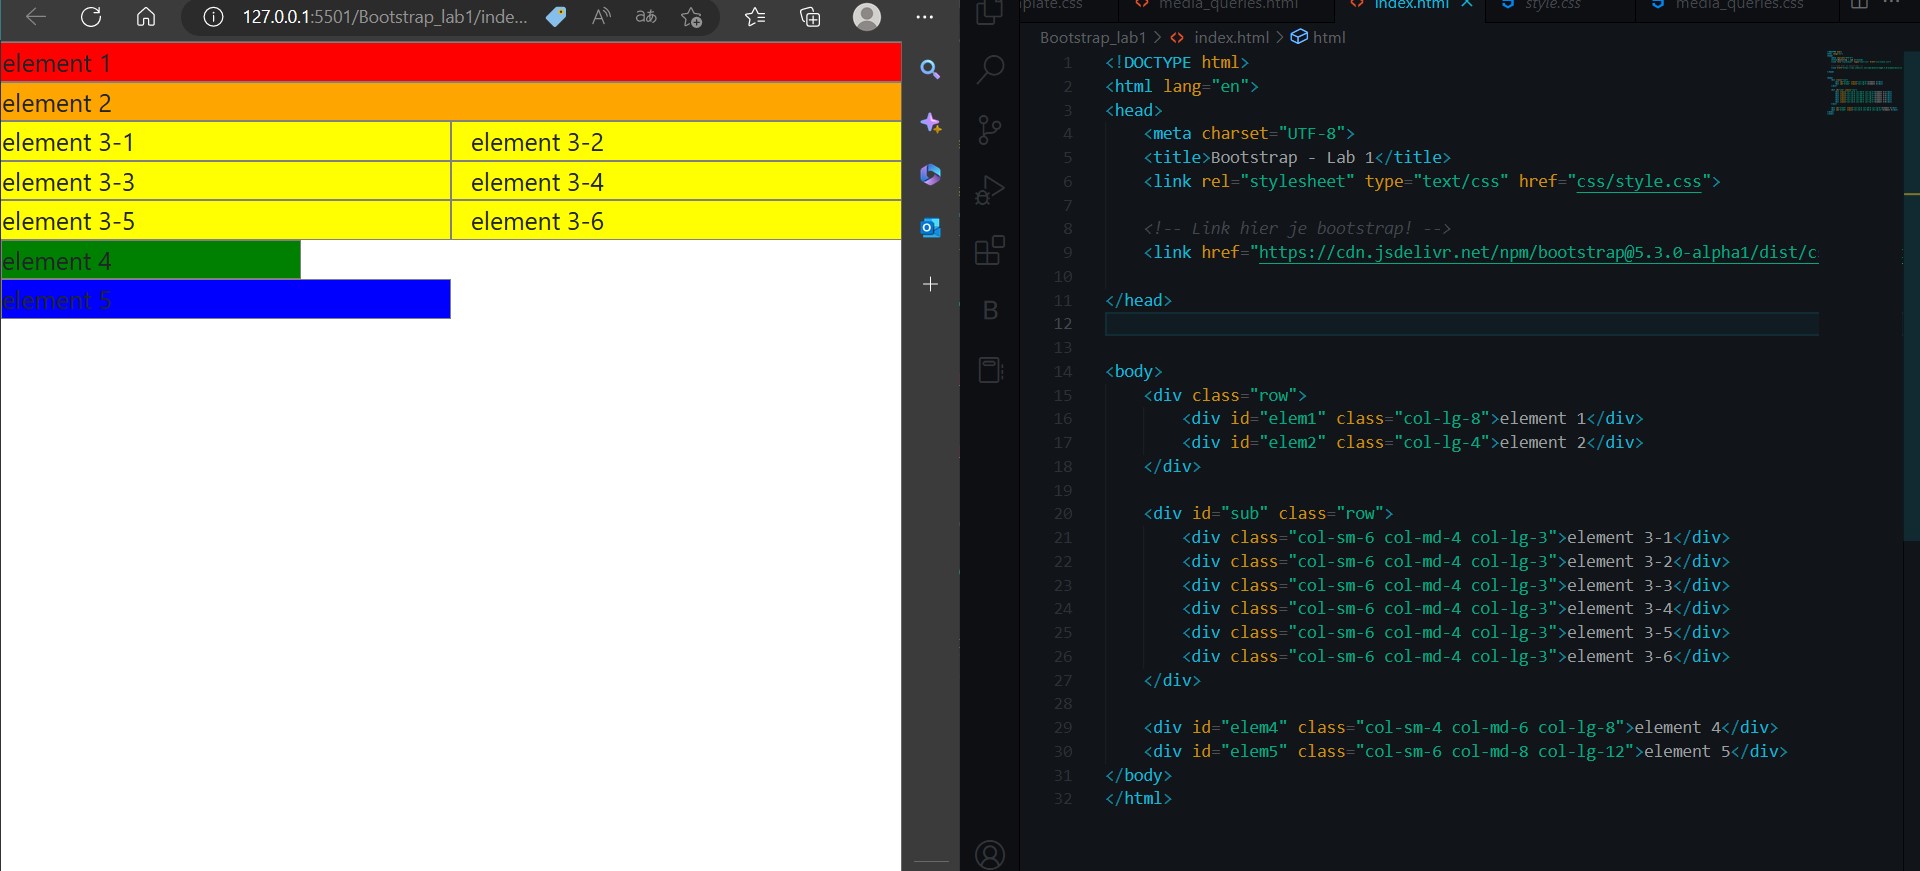 127.0.0.1:5501/Bootstrap_lab1/inde...
element 1
element 2
element 3-1 element 3-2
element 3-3 element 3-4
element 3-5 element 3-6
element 4
element 5
plate.css media_queries.html index.html style.css media_queries.css
Bootstrap_lab1 > index.html > html
1 <!DOCTYPE html>
2 <html lang="en">
3 <head>
4 <meta charset="UTF-8">
5 <title>Bootstrap - Lab 1</title>
6 <link rel="stylesheet" type="text/css" href="css/style.css">
7
8 <!-- Link hier je bootstrap! -->
9 <link href="https://cdn.jsdelivr.net/npm/bootstrap@5.3.0-alpha1/dist/c
10
11 </head>
12
13
14 <body>
15 <div class="row">
16 <div id="elem1" class="col-lg-8">element 1</div>
17 <div id="elem2" class="col-lg-4">element 2</div>
18 </div>
19
20 <div id="sub" class="row">
21 <div class="col-sm-6 col-md-4 col-lg-3">element 3-1</div>
22 <div class="col-sm-6 col-md-4 col-lg-3">element 3-2</div>
23 <div class="col-sm-6 col-md-4 col-lg-3">element 3-3</div>
24 <div class="col-sm-6 col-md-4 col-lg-3">element 3-4</div>
25 <div class="col-sm-6 col-md-4 col-lg-3">element 3-5</div>
26 <div class="col-sm-6 col-md-4 col-lg-3">element 3-6</div>
27 </div>
28
29 <div id="elem4" class="col-sm-4 col-md-6 col-lg-8">element 4</div>
30 <div id="elem5" class="col-sm-6 col-md-8 col-lg-12">element 5</div>
31 </body>
32 </html>